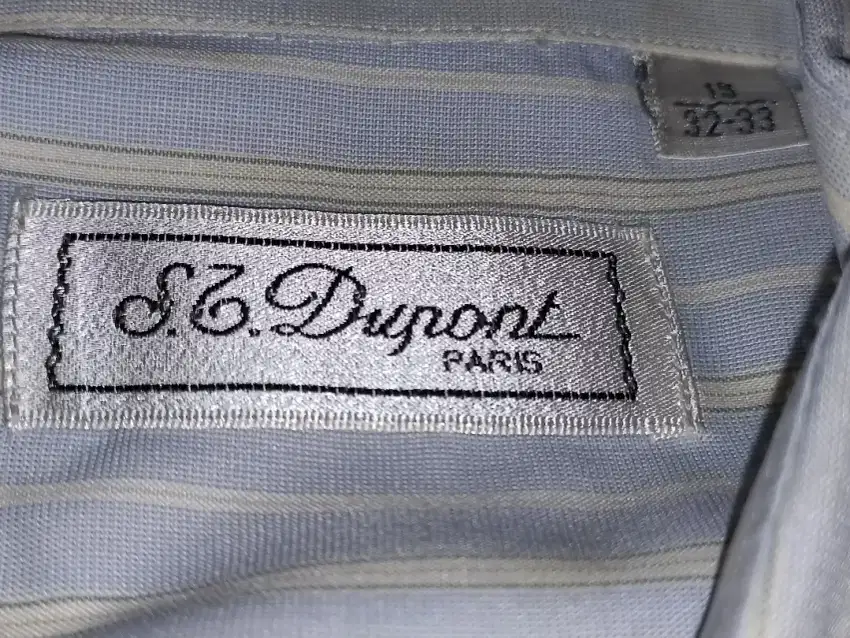 S.T. Dupont
PARIS
15
32-33